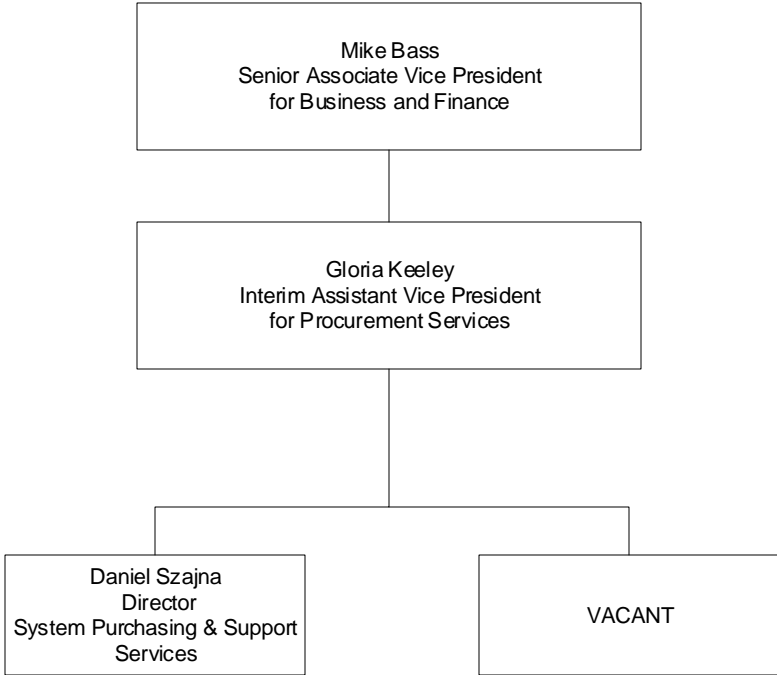 Mike Bass
Senior Associate Vice President
for Business and Finance
Gloria Keeley
Interim Assistant Vice President
for Procurement Services
Daniel Szajna
Director
System Purchasing & Support
Services
VACANT